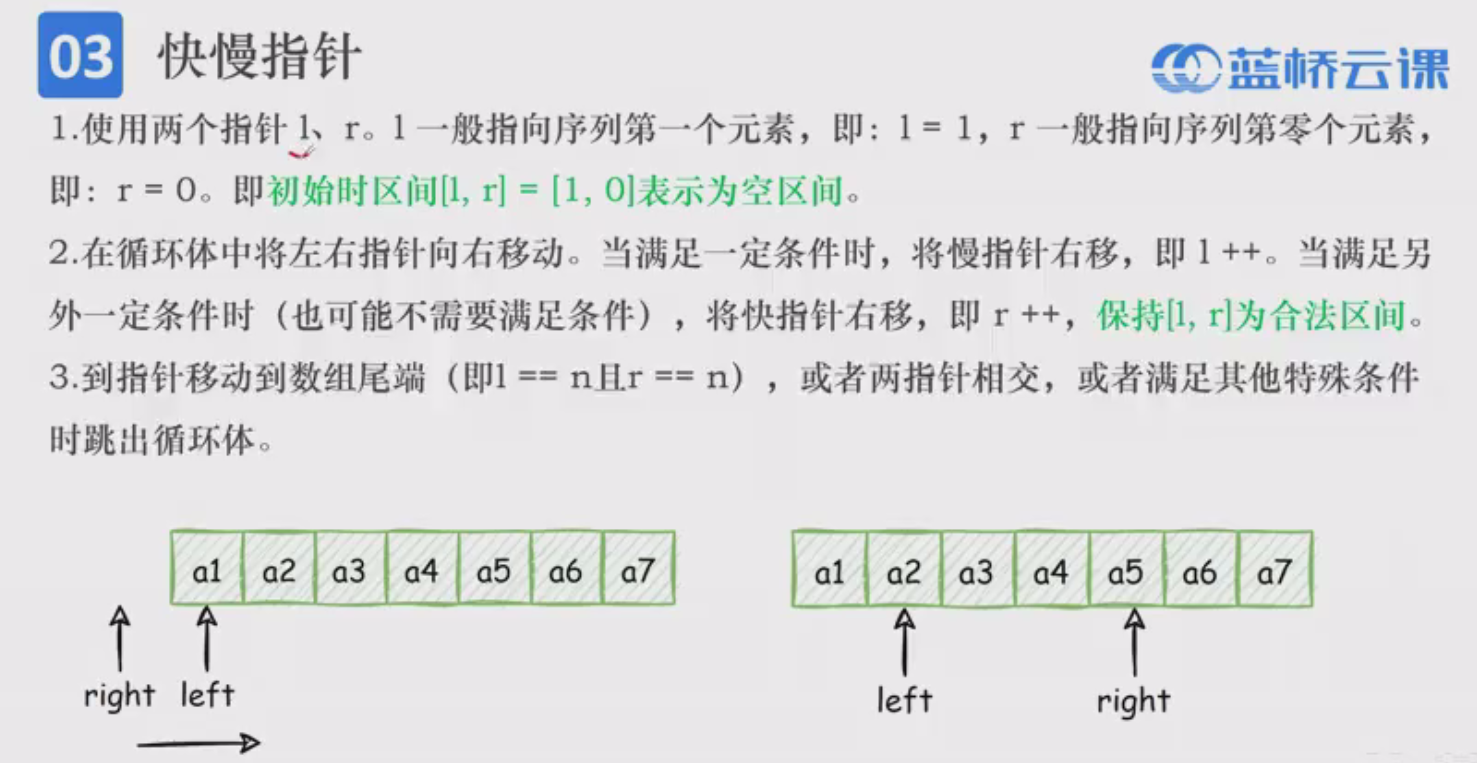 03 快慢指针
蓝桥云课
1.使用两个指针 l、r。l 一般指向序列第一个元素，即：l = 1，r 一般指向序列第零个元素，
即：r = 0。即初始时区间[l, r] = [1, 0]表示为空区间。
2.在循环体中将左右指针向右移动。当满足一定条件时，将慢指针右移，即 l ++。当满足另
外一定条件时（也可能不需要满足条件），将快指针右移，即 r ++，保持[l, r]为合法区间。
3.到指针移动到数组尾端（即l == n且r == n），或者两指针相交，或者满足其他特殊条件
时跳出循环体。
a1 a2 a3 a4 a5 a6 a7
right left
a1 a2 a3 a4 a5 a6 a7
left right